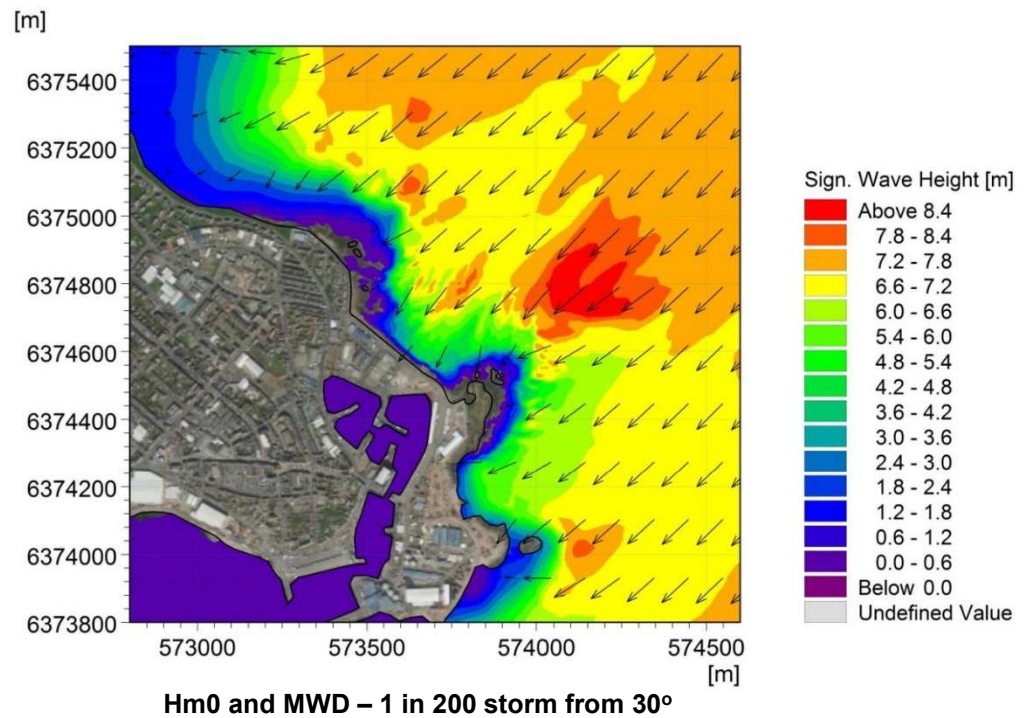 [m]
6375400
6375200
6375000
6374800
6374600
6374400
6374200
6374000
6373800
573000 573500 574000 574500
[m]
Sign. Wave Height [m]
Above 8.4
7.8 - 8.4
7.2 - 7.8
6.6 - 7.2
6.0 - 6.6
5.4 - 6.0
4.8 - 5.4
4.2 - 4.8
3.6 - 4.2
3.0 - 3.6
2.4 - 3.0
1.8 - 2.4
1.2 - 1.8
0.6 - 1.2
0.0 - 0.6
Below 0.0
Undefined Value
Hm0 and MWD – 1 in 200 storm from 30º